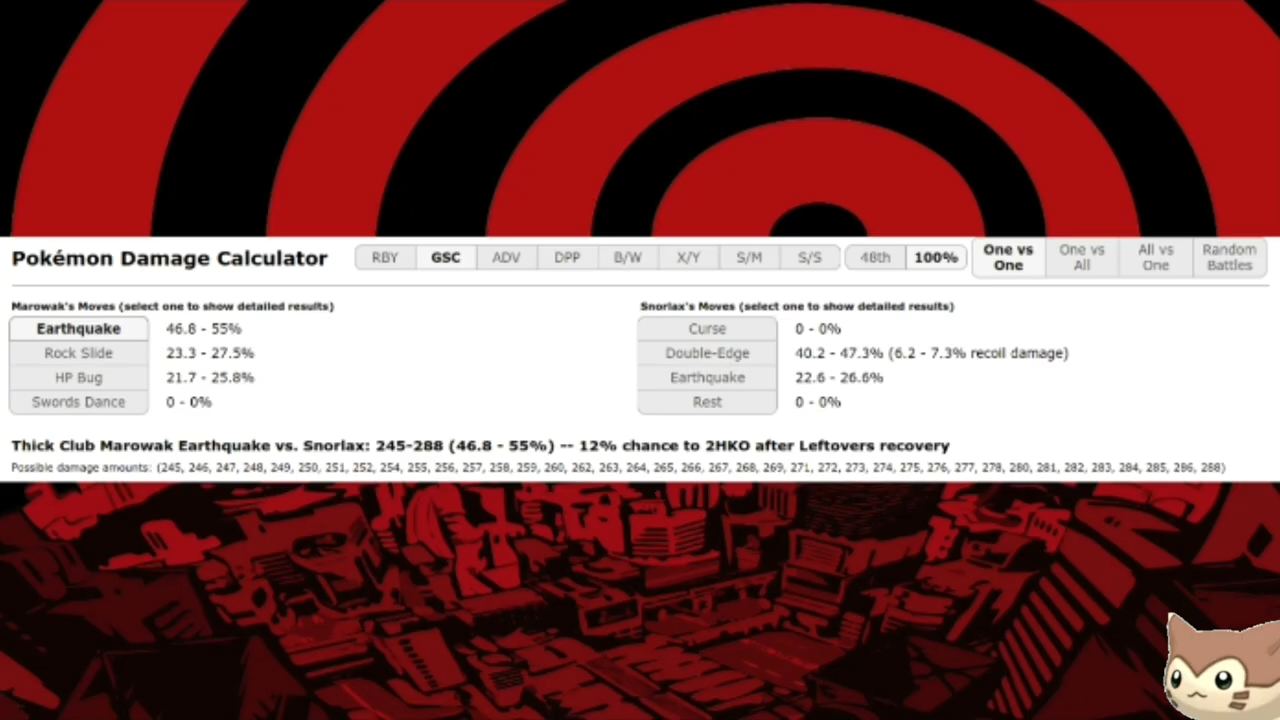 Pokémon Damage Calculator
RBY GSC ADV DPP B/W X/Y S/M S/S 48th 100% One vs One One vs All All vs One Random Battles
Marowak's Moves (select one to show detailed results)
Earthquake 46.8 - 55%
Rock Slide 23.3 - 27.5%
HP Bug 21.7 - 25.8%
Swords Dance 0 - 0%
Snorlax's Moves (select one to show detailed results)
Curse 0 - 0%
Double-Edge 40.2 - 47.3% (6.2 - 7.3% recoil damage)
Earthquake 22.6 - 26.6%
Rest 0 - 0%
Thick Club Marowak Earthquake vs. Snorlax: 245-288 (46.8 - 55%) -- 12% chance to 2HKO after Leftovers recovery
Possible damage amounts: (245, 246, 247, 248, 249, 250, 251, 252, 254, 255, 256, 257, 258, 259, 260, 262, 263, 264, 265, 266, 267, 268, 269, 271, 272, 273, 274, 275, 276, 277, 278, 280, 281, 282, 283, 284, 285, 286, 288)